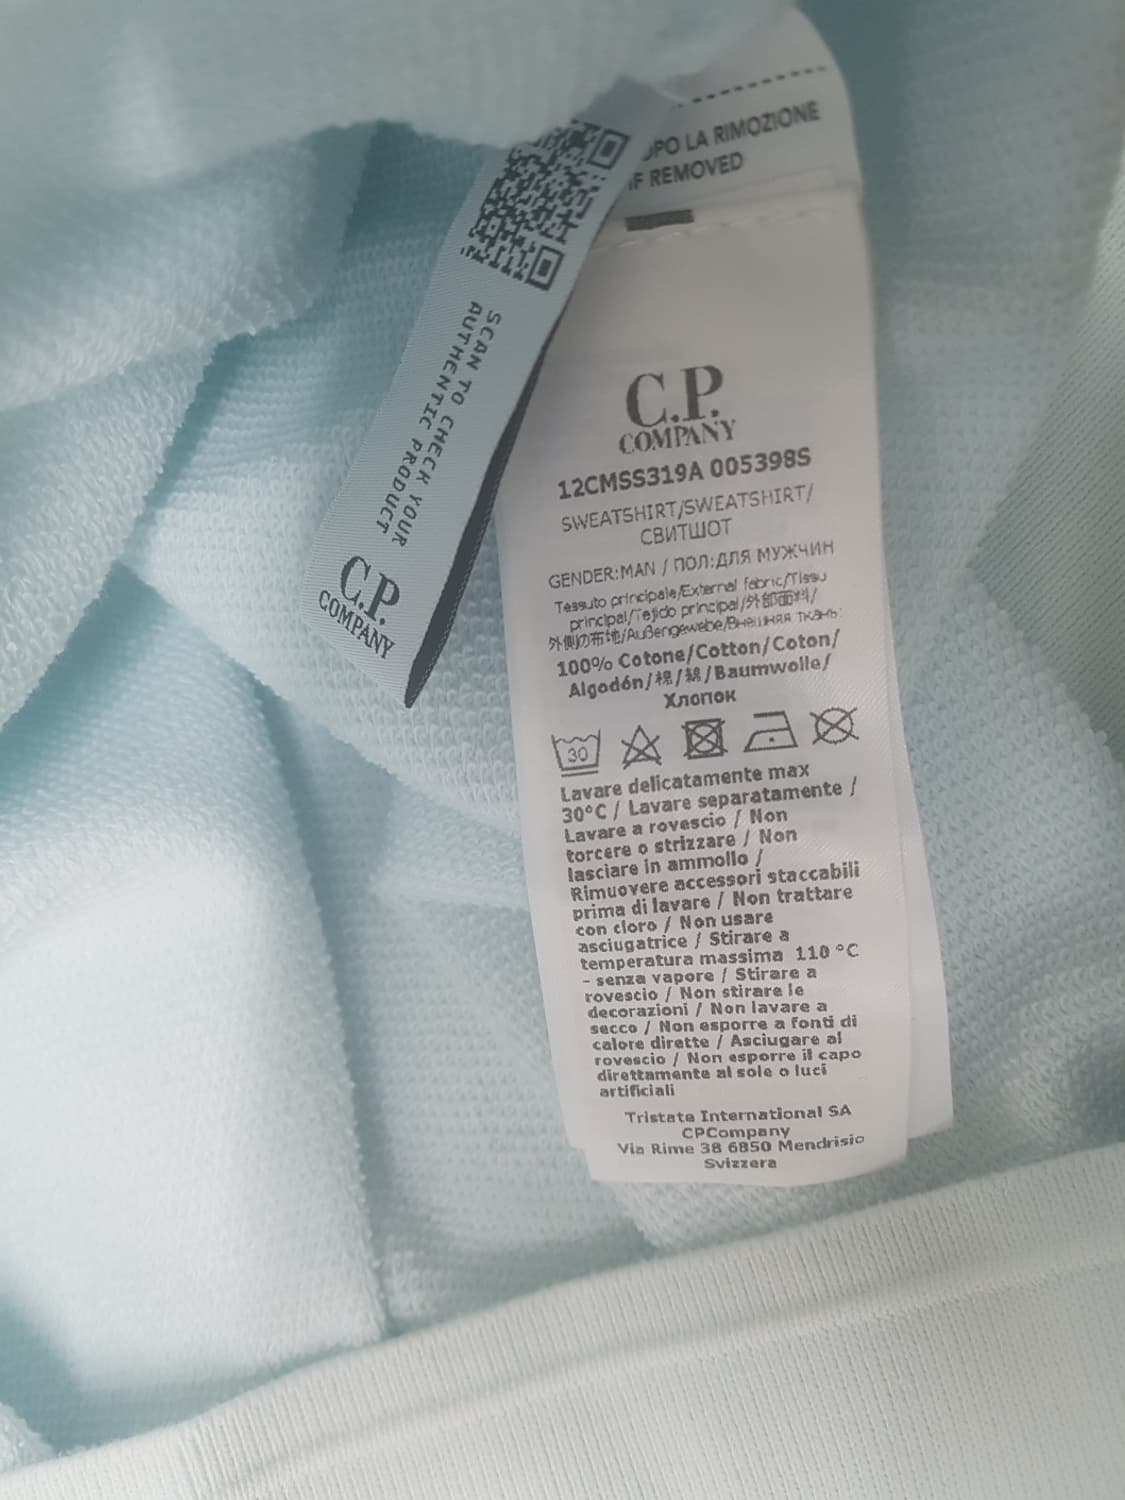 PO LA RIMOZIONE
IF REMOVED
SCAN TO CHECK YOUR
AUTHENTIC PRODUCT
C.P.
COMPANY
C.P.
COMPANY
12CMSS319A 005398S
SWEATSHIRT/SWEATSHIRT/
СВИТШОТ
GENDER:MAN / ПОЛ:ДЛЯ МУЖЧИН
Tessuto principale/External fabric/Tissu
principal/Tejido principal/外部面料/
外側の布地/Außengewebe/Внешняя ткань:
100% Cotone/Cotton/Coton/
Algodón/棉/綿/Baumwolle/
Хлопок
30
Lavare delicatamente max
30°C / Lavare separatamente /
Lavare a rovescio / Non
torcere o strizzare / Non
lasciare in ammollo /
Rimuovere accessori staccabili
prima di lavare / Non trattare
con cloro / Non usare
asciugatrice / Stirare a
temperatura massima 110 °C
- senza vapore / Stirare a
rovescio / Non stirare le
decorazioni / Non lavare a
secco / Non esporre a fonti di
calore dirette / Asciugare al
rovescio / Non esporre il capo
direttamente al sole o luci
artificiali
Tristate International SA
CPCompany
Via Rime 38 6850 Mendrisio
Svizzera